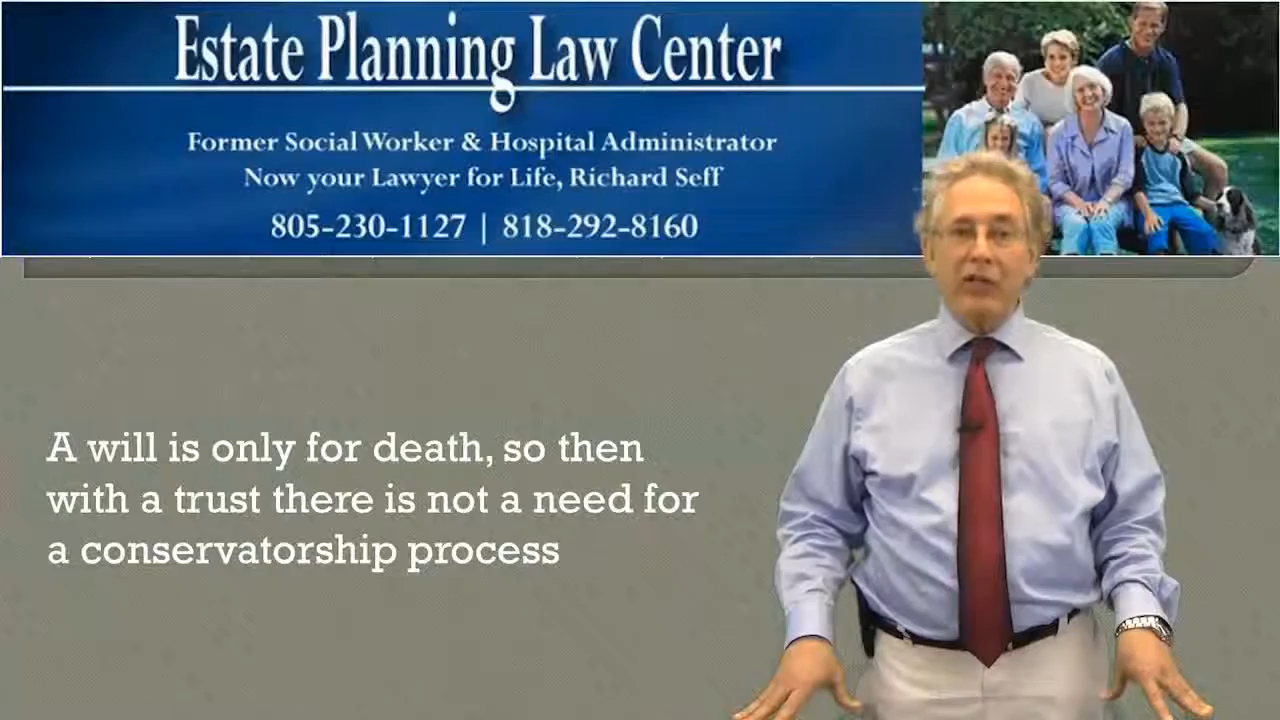 Estate Planning Law Center
Former Social Worker & Hospital Administrator
Now your Lawyer for Life, Richard Seff
805-230-1127 | 818-292-8160
A will is only for death, so then
with a trust there is not a need for
a conservatorship process